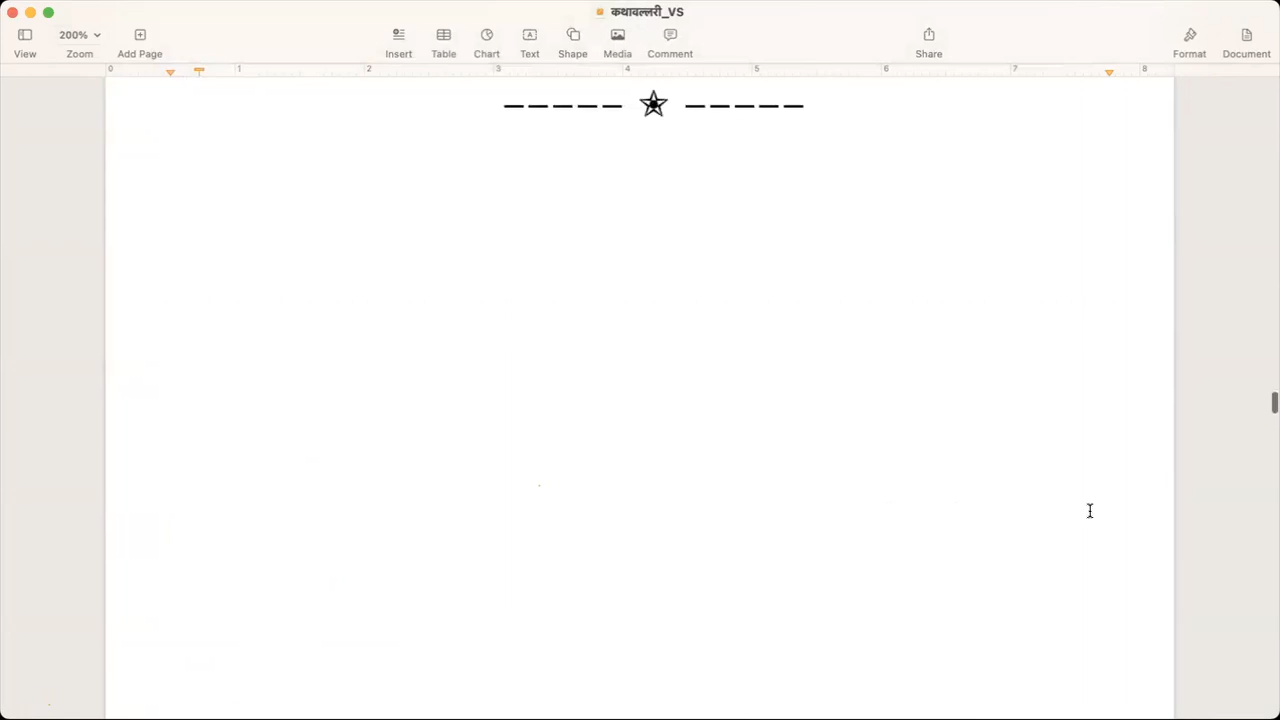 कथावल्लरी_VS
200%
View Zoom Add Page Insert Table Chart Text Shape Media Comment Share Format Document
0 1 2 3 4 5 6 7 8
_ _ _ _ _ ✯ _ _ _ _ _